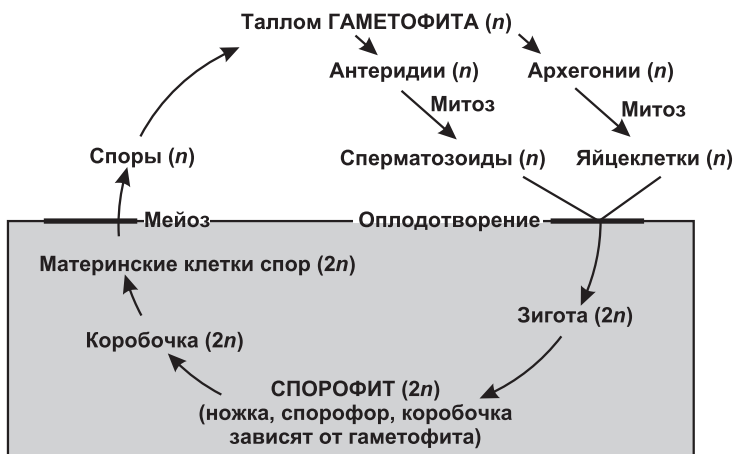 Таллом ГАМЕТОФИТА (n)
Антеридии (n)
Архегонии (n)
Митоз
Митоз
Споры (n)
Сперматозоиды (n)
Яйцеклетки (n)
Мейоз
Оплодотворение
Материнские клетки спор (2n)
Зигота (2n)
Коробочка (2n)
СПОРОФИТ (2n)
(ножка, спорофор, коробочка
зависят от гаметофита)